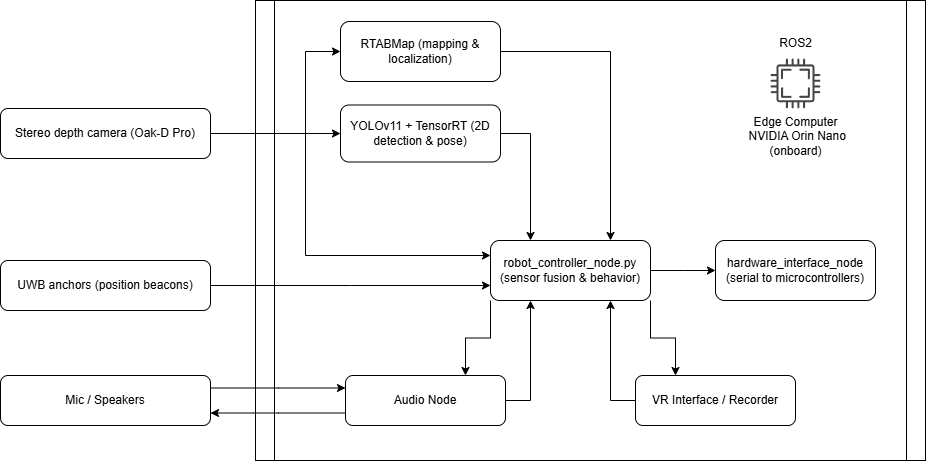 RTABMap (mapping &
localization)
ROS2
Stereo depth camera (Oak-D Pro)
YOLOv11 + TensorRT (2D
detection & pose)
Edge Computer
NVIDIA Orin Nano
(onboard)
UWB anchors (position beacons)
robot_controller_node.py
(sensor fusion & behavior)
hardware_interface_node
(serial to microcontrollers)
Mic / Speakers
Audio Node
VR Interface / Recorder